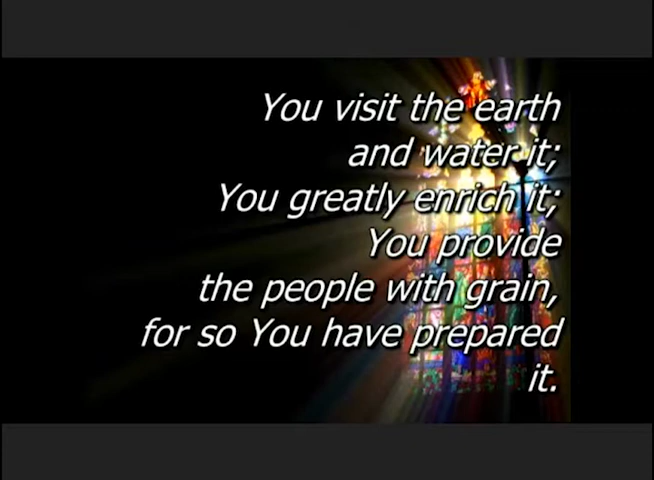 You visit the earth
and water it;
You greatly enrich it;
You provide
the people with grain,
for so You have prepared
it.